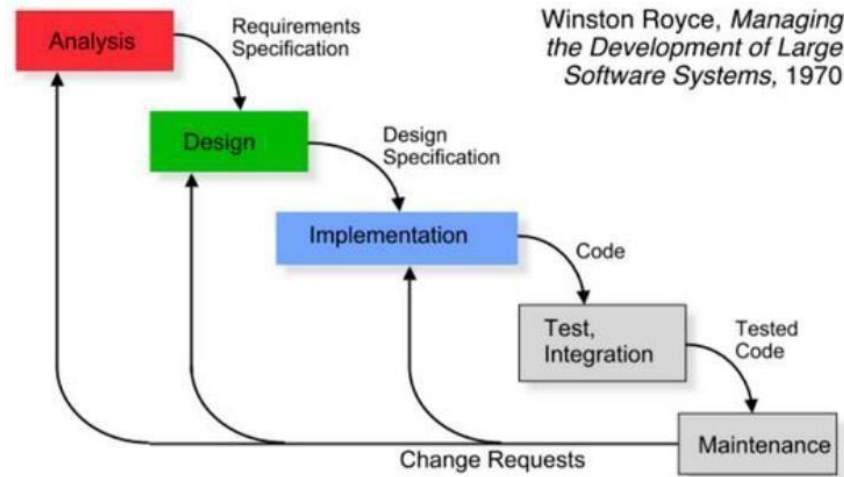 Analysis
Requirements
Specification
Winston Royce, Managing
the Development of Large
Software Systems, 1970
Design
Design
Specification
Implementation
Code
Test,
Integration
Tested
Code
Maintenance
Change Requests